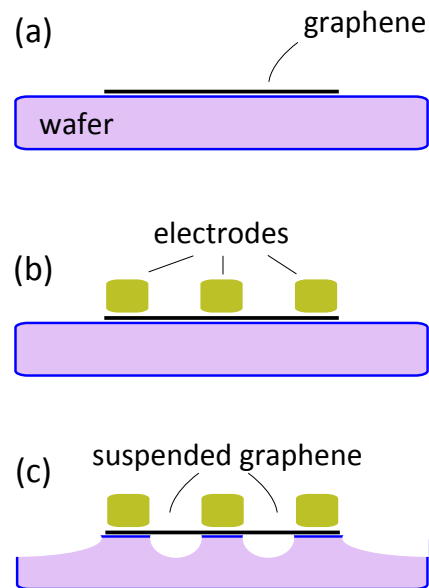 (a)
graphene
wafer
electrodes
(b)
(c)
suspended graphene